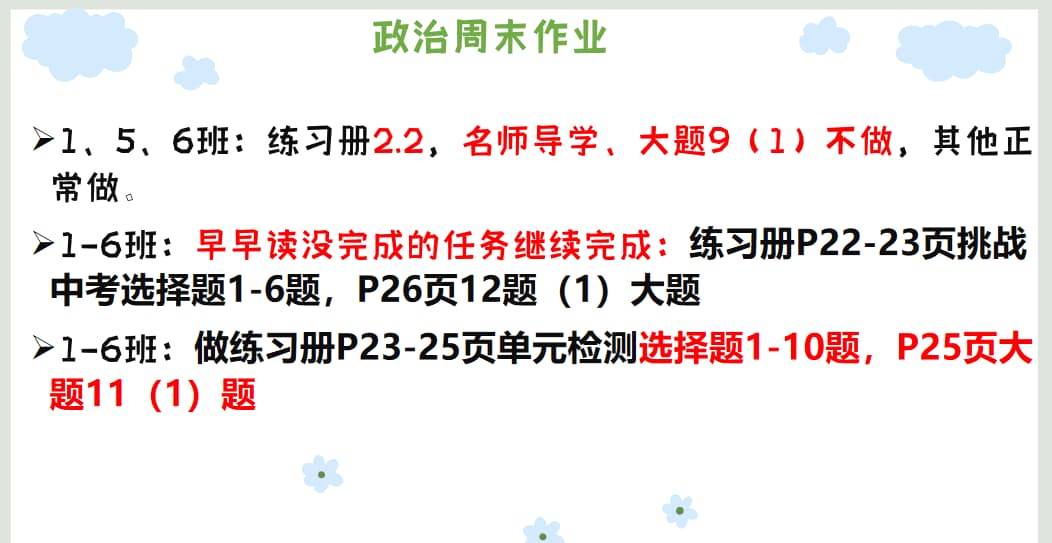 政治周末作业
1、5、6班：练习册2.2，名师导学、大题9（1）不做，其他正
常做。
1-6班：早早读没完成的任务继续完成：练习册P22-23页挑战
中考选择题1-6题，P26页12题（1）大题
1-6班：做练习册P23-25页单元检测选择题1-10题，P25页大
题11（1）题